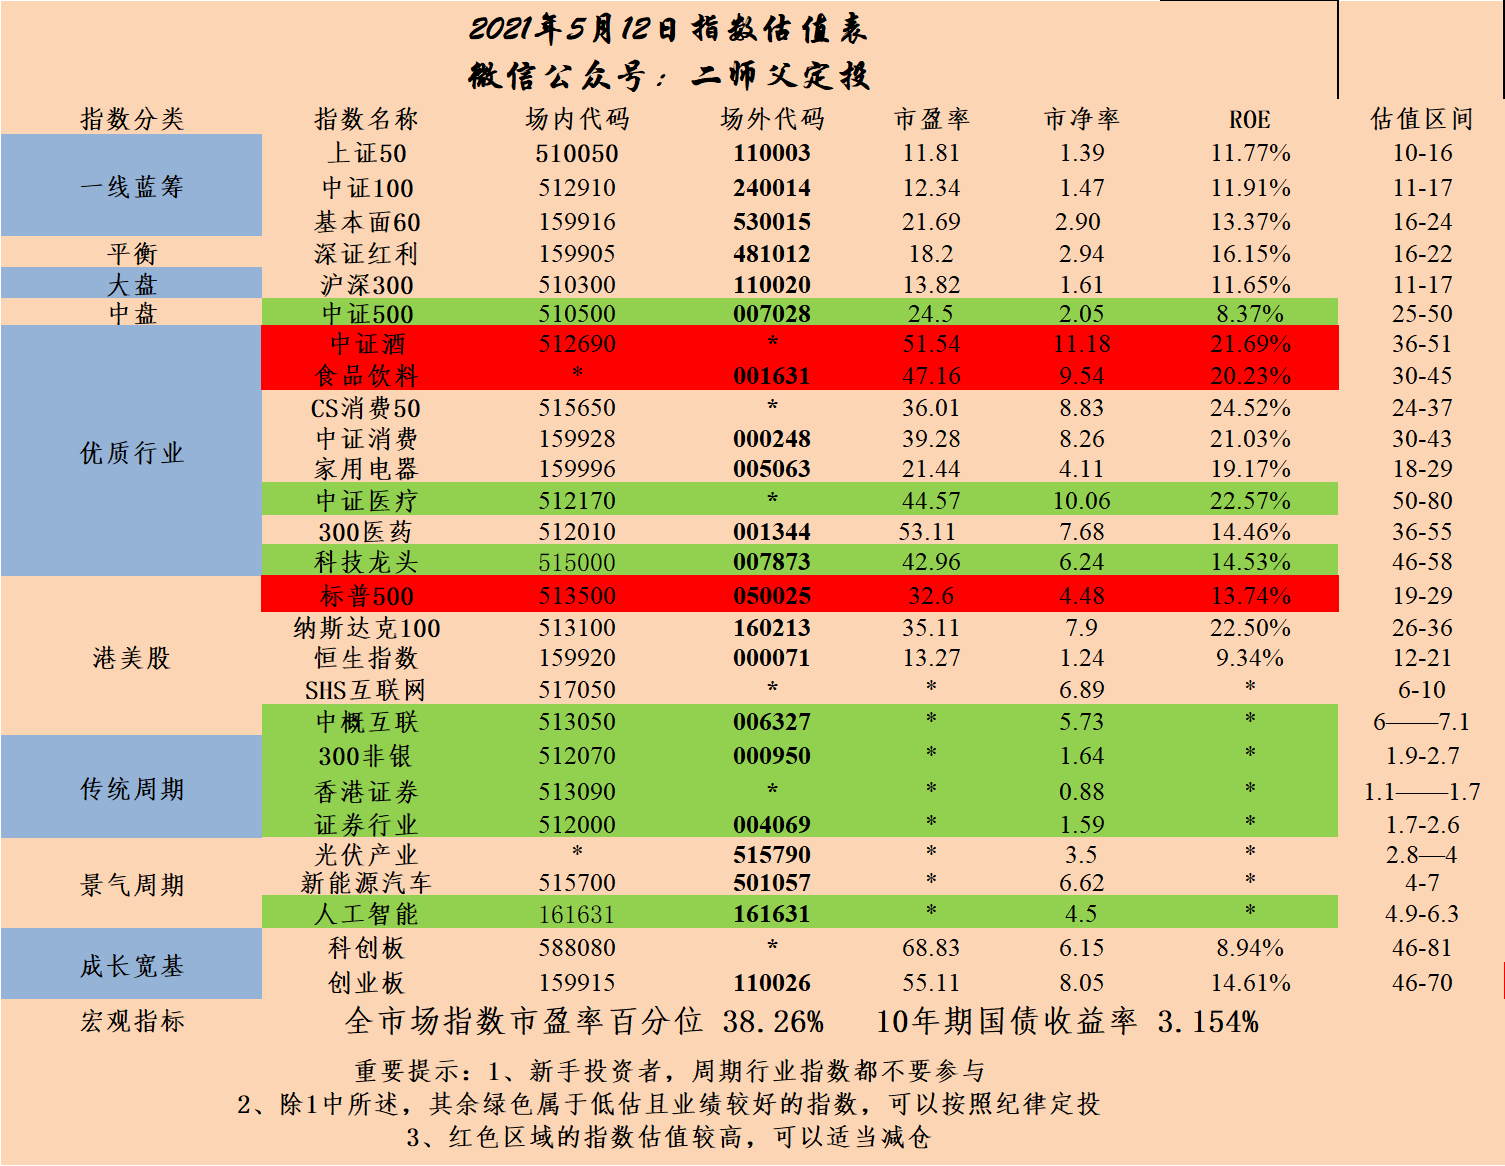 2021年5月12日指数估值表
微信公众号：二师父定投
指数分类 指数名称 场内代码 场外代码 市盈率 市净率 ROE 估值区间
一线蓝筹 上证50 510050 110003 11.81 1.39 11.77% 10-16
中证100 512910 240014 12.34 1.47 11.91% 11-17
基本面60 159916 530015 21.69 2.90 13.37% 16-24
平衡 深证红利 159905 481012 18.2 2.94 16.15% 16-22
大盘 沪深300 510300 110020 13.82 1.61 11.65% 11-17
中盘 中证500 510500 007028 24.5 2.05 8.37% 25-50
优质行业 中证酒 512690 * 51.54 11.18 21.69% 36-51
食品饮料 * 001631 47.16 9.54 20.23% 30-45
CS消费50 515650 * 36.01 8.83 24.52% 24-37
中证消费 159928 000248 39.28 8.26 21.03% 30-43
家用电器 159996 005063 21.44 4.11 19.17% 18-29
中证医疗 512170 * 44.57 10.06 22.57% 50-80
300医药 512010 001344 53.11 7.68 14.46% 36-55
科技龙头 515000 007873 42.96 6.24 14.53% 46-58
港美股 标普500 513500 050025 32.6 4.48 13.74% 19-29
纳斯达克100 513100 160213 35.11 7.9 22.50% 26-36
恒生指数 159920 000071 13.27 1.24 9.34% 12-21
SHS互联网 517050 * * 6.89 * 6-10
中概互联 513050 006327 * 5.73 * 6——7.1
传统周期 300非银 512070 000950 * 1.64 * 1.9-2.7
香港证券 513090 * * 0.88 * 1.1——1.7
证券行业 512000 004069 * 1.59 * 1.7-2.6
景气周期 光伏产业 * 515790 * 3.5 * 2.8—4
新能源汽车 515700 501057 * 6.62 * 4-7
人工智能 161631 161631 * 4.5 * 4.9-6.3
成长宽基 科创板 588080 * 68.83 6.15 8.94% 46-81
创业板 159915 110026 55.11 8.05 14.61% 46-70
宏观指标 全市场指数市盈率百分位 38.26% 10年期国债收益率 3.154%
重要提示：1、新手投资者，周期行业指数都不要参与
2、除1中所述，其余绿色属于低估且业绩较好的指数，可以按照纪律定投
3、红色区域的指数估值较高，可以适当减仓